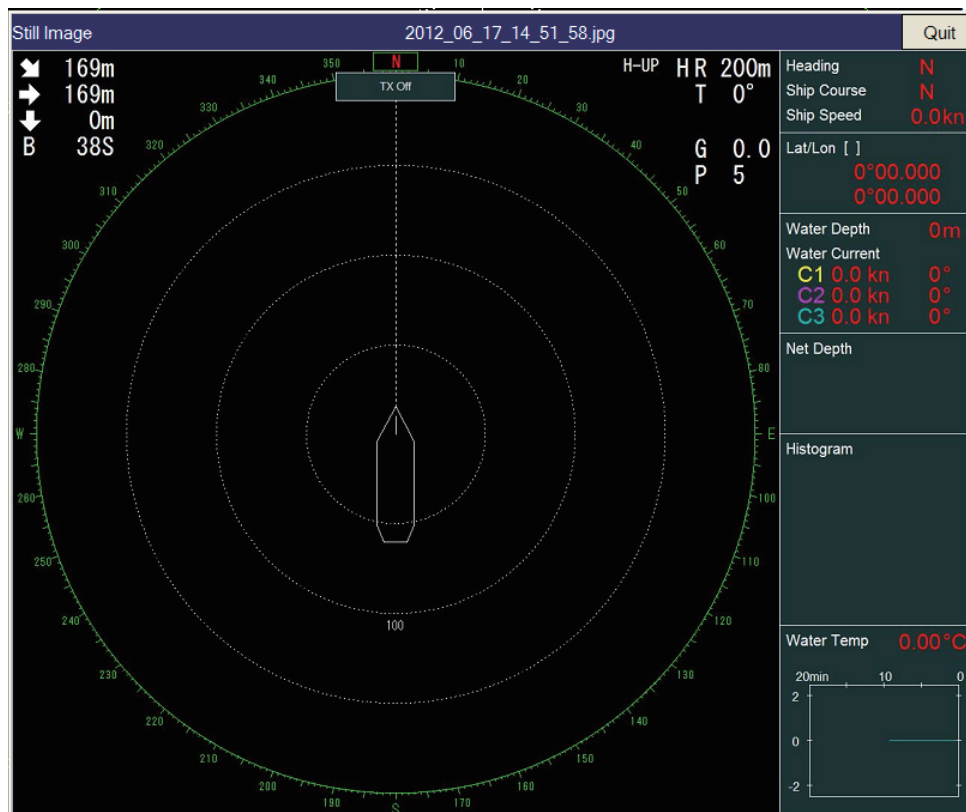 Still Image
2012_06_17_14_51_58.jpg
Quit
169m
169m
0m
B 38S
H-UP
HR 200m
T 0°
G 0.0
P 5
N
TX Off
350
10
20
30
40
50
60
70
80
E
100
110
120
130
140
150
160
170
S
190
200
210
220
230
240
250
260
W
280
290
300
310
320
330
340
100
Heading N
Ship Course N
Ship Speed 0.0kn
Lat/Lon [ ]
0°00.000
0°00.000
Water Depth 0m
Water Current
C1 0.0 kn 0°
C2 0.0 kn 0°
C3 0.0 kn 0°
Net Depth
Histogram
Water Temp 0.00°C
20min 10 0
2
0
-2